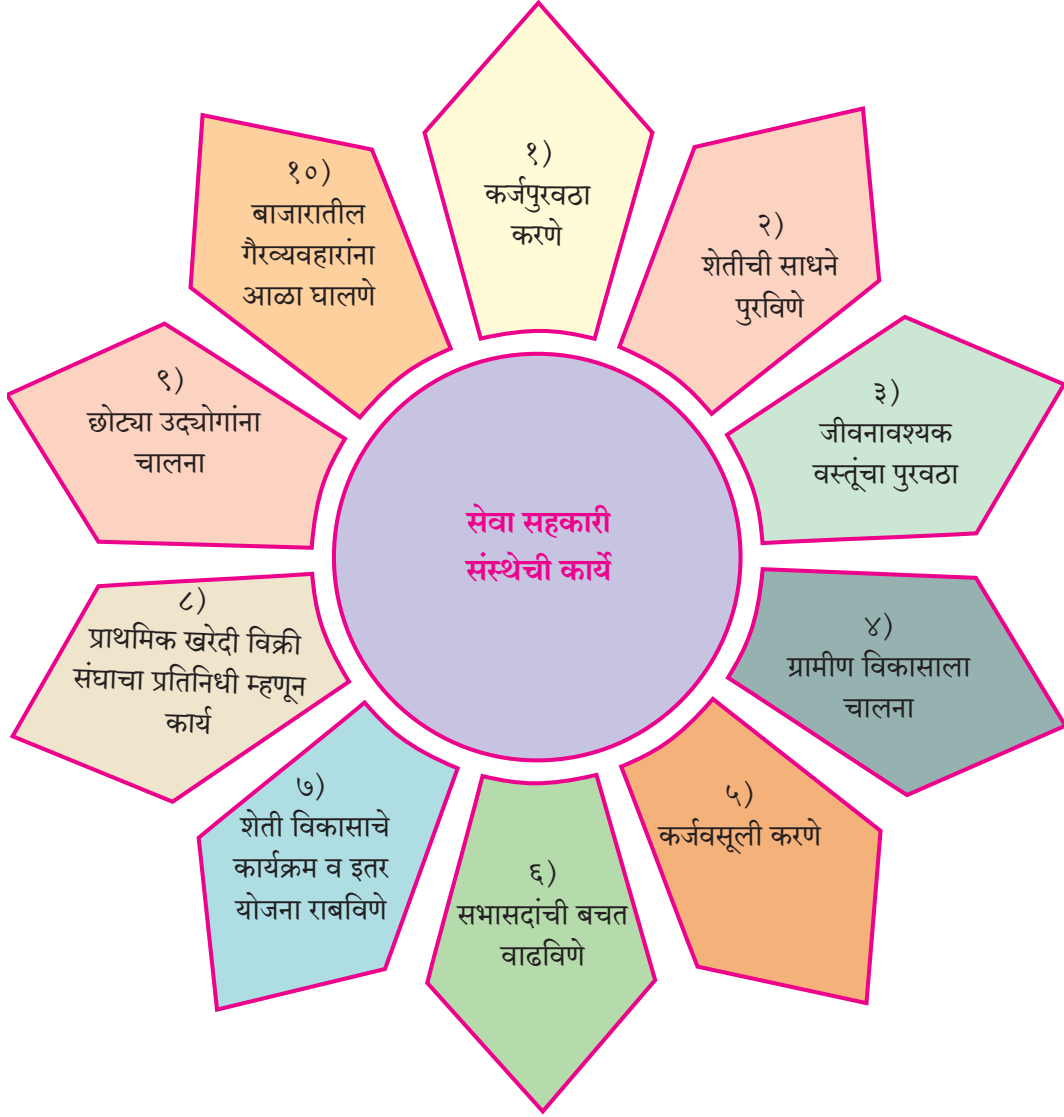 सेवा सहकारी
संस्थेची कार्ये
१)
कर्जपुरवठा
करणे
२)
शेतीची साधने
पुरविणे
३)
जीवनावश्यक
वस्तूंचा पुरवठा
४)
ग्रामीण विकासाला
चालना
५)
कर्जवसूली करणे
६)
सभासदांची बचत
वाढविणे
७)
शेती विकासाचे
कार्यक्रम व इतर
योजना राबविणे
८)
प्राथमिक खरेदी विक्री
संघाचा प्रतिनिधी म्हणून
कार्य
९)
छोट्या उद्योगांना
चालना
१०)
बाजारातील
गैरव्यवहारांना
आळा घालणे